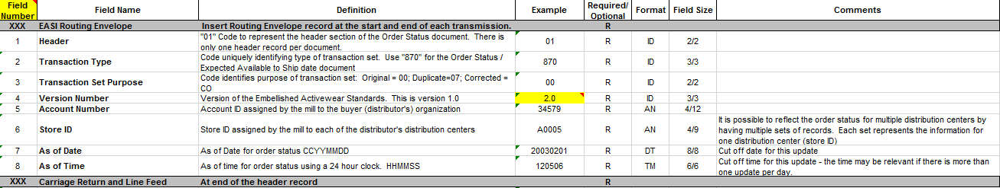 Field Number Field Name Definition Example Required/ Optional Format Field Size Comments
XXX EASI Routing Envelope Insert Routing Envelope record at the start and end of each transmission. R
1 Header "01" Code to represent the header section of the Order Status document. There is only one header record per document. 01 R ID 2/2
2 Transaction Type Code uniquely identifying type of transaction set. Use "870" for the Order Status / Expected Available to Ship date document 870 R ID 3/3
3 Transaction Set Purpose Code identifies purpose of transaction set: Original = 00; Duplicate=07; Corrected = CO 00 R ID 2/2
4 Version Number Version of the Embellished Activewear Standards. This is version 1.0 2.0 R ID 3/3
5 Account Number Account ID assigned by the mill to the buyer (distributor's) organization 34579 R AN 4/12
6 Store ID Store ID assigned by the mill to each of the distributor's distribution centers A0005 R AN 4/9 It is possible to reflect the order status for multiple distribution centers by having multiple sets of records. Each set represents the information for one distribution center (store ID)
7 As of Date As of Date for order status CCYYMMDD 20030201 R DT 8/8 Cut off date for this update
8 As of Time As of time for order status using a 24 hour clock. HHMMSS 120506 R TM 6/6 Cut off time for this update - the time may be relevant if there is more than one update per day.
XXX Carriage Return and Line Feed At end of the header record R